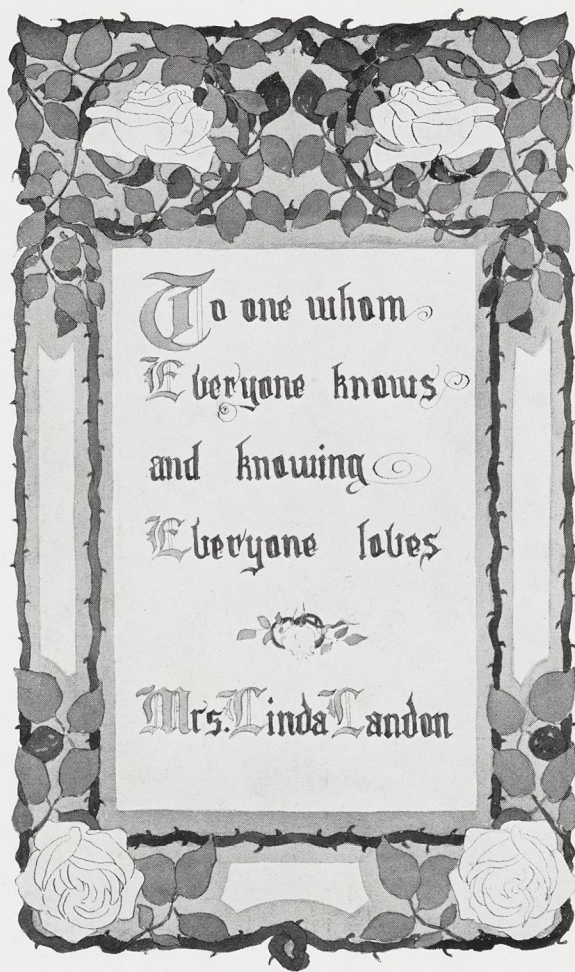 To one whom
Everyone knows
and knowing
Everyone loves
Mrs. Linda Landon